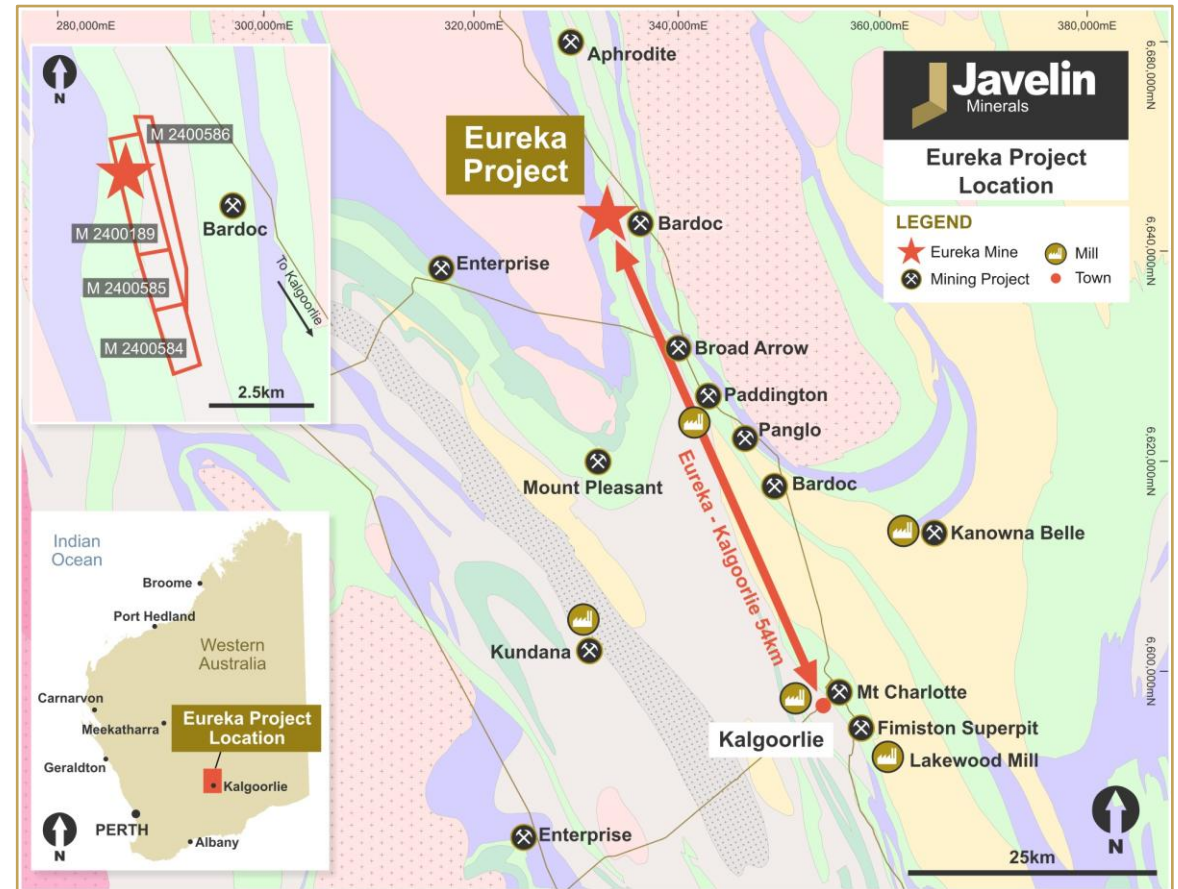 280,000mE
300,000mE
320,000mE
340,000mE
360,000mE
380,000mE
6,680,000mN
6,640,000mN
6,620,000mN
6,600,000mN
N
M 2400586
M 2400189
M 2400585
M 2400584
Bardoc
To Kalgoorlie
2.5km
Aphrodite
Eureka
Project
Bardoc
Enterprise
Broad Arrow
Paddington
Panglo
Mount Pleasant
Bardoc
Kanowna Belle
Eureka - Kalgoorlie 54km
Kundana
Mt Charlotte
Kalgoorlie
Fimiston Superpit
Lakewood Mill
Enterprise
Javelin
Minerals
Eureka Project
Location
LEGEND
Eureka Mine
Mill
Mining Project
Town
Indian
Ocean
Broome
Port Hedland
Western
Australia
Carnarvon
Meekatharra
Eureka Project
Location
Geraldton
Kalgoorlie
PERTH
Albany
N
N
25km